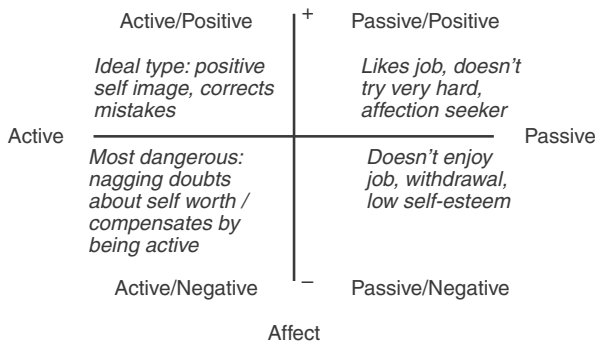 Active/Positive
+
Passive/Positive
Ideal type: positive
self image, corrects
mistakes
Likes job, doesn’t
try very hard,
affection seeker
Active
Passive
Most dangerous:
nagging doubts
about self worth /
compensates by
being active
Doesn’t enjoy
job, withdrawal,
low self-esteem
Active/Negative
–
Passive/Negative
Affect